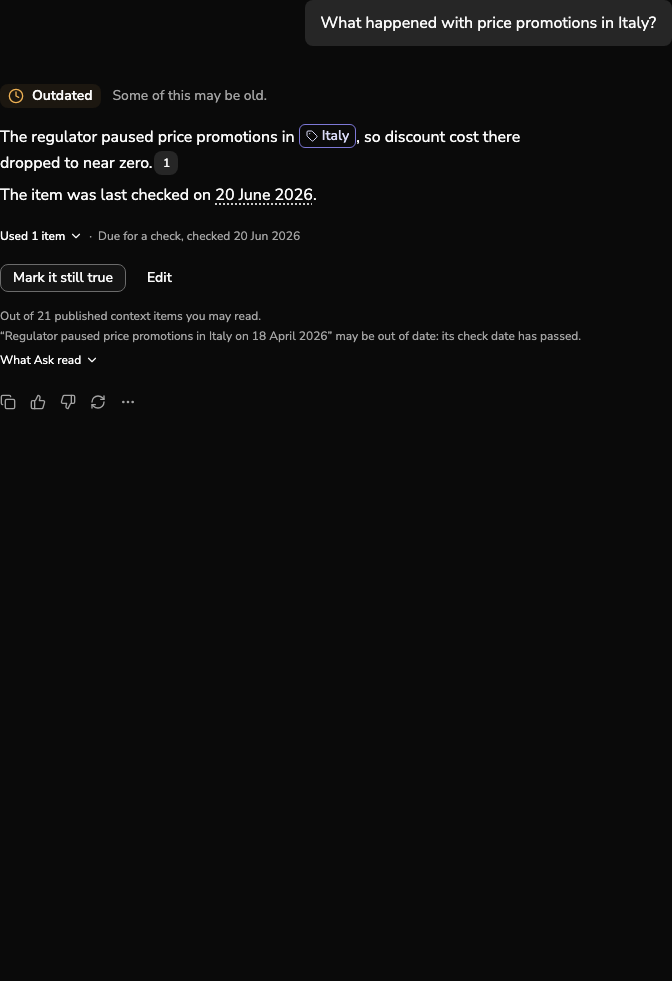 What happened with price promotions in Italy?
Outdated Some of this may be old.
The regulator paused price promotions in Italy, so discount cost there
dropped to near zero. 1
The item was last checked on 20 June 2026.
Used 1 item · Due for a check, checked 20 Jun 2026
Mark it still true Edit
Out of 21 published context items you may read.
“Regulator paused price promotions in Italy on 18 April 2026” may be out of date: its check date has passed.
What Ask read